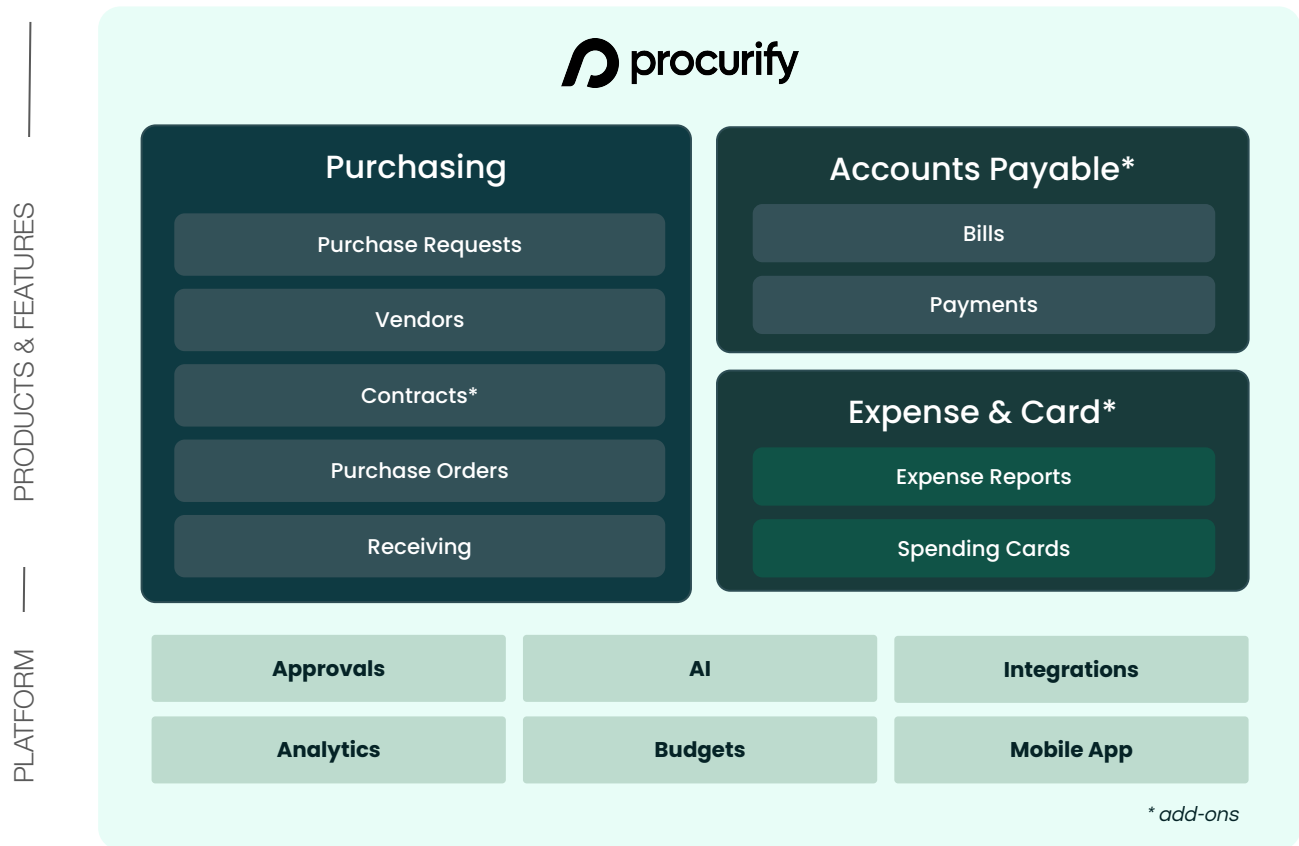 procurify
PRODUCTS & FEATURES
Purchasing
Purchase Requests
Vendors
Contracts*
Purchase Orders
Receiving
Accounts Payable*
Bills
Payments
Expense & Card*
Expense Reports
Spending Cards
PLATFORM
Approvals
AI
Integrations
Analytics
Budgets
Mobile App
* add-ons